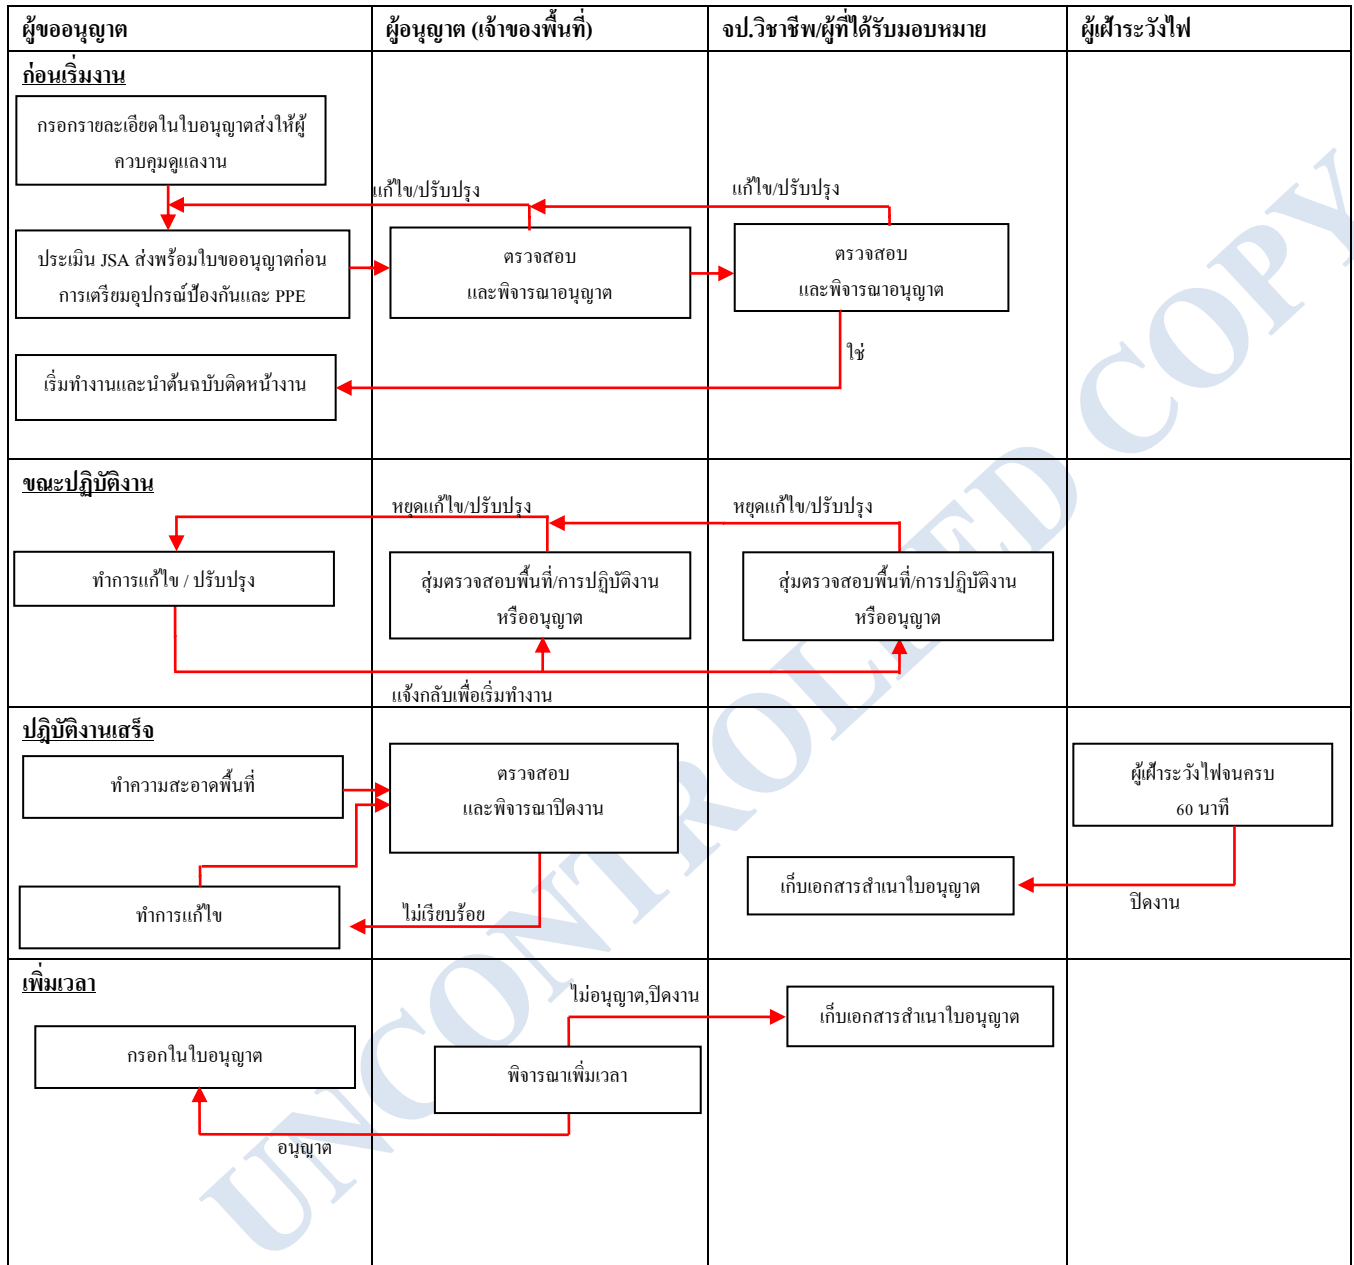 ผู้ขออนุญาต
ผู้อนุญาต (เจ้าของพื้นที่)
จป.วิชาชีพ/ผู้ที่ได้รับมอบหมาย
ผู้เฝ้าระวังไฟ
ก่อนเริ่มงาน
กรอกรายละเอียดในใบอนุญาตส่งให้ผู้
ควบคุมดูแลงาน
แก้ไข/ปรับปรุง
แก้ไข/ปรับปรุง
ประเมิน JSA ส่งพร้อมใบขออนุญาตก่อน
การเตรียมอุปกรณ์ป้องกันและ PPE
ตรวจสอบ
และพิจารณาอนุญาต
ตรวจสอบ
และพิจารณาอนุญาต
ใช่
เริ่มทำงานและนำต้นฉบับติดหน้างาน
ขณะปฏิบัติงาน
หยุดแก้ไข/ปรับปรุง
หยุดแก้ไข/ปรับปรุง
ทำการแก้ไข / ปรับปรุง
สุ่มตรวจสอบพื้นที่/การปฏิบัติงาน
หรืออนุญาต
สุ่มตรวจสอบพื้นที่/การปฏิบัติงาน
หรืออนุญาต
แจ้งกลับเพื่อเริ่มทำงาน
ปฎิบัติงานเสร็จ
ทำความสะอาดพื้นที่
ตรวจสอบ
และพิจารณาปิดงาน
ผู้เฝ้าระวังไฟจนครบ
60 นาที
ทำการแก้ไข
ไม่เรียบร้อย
เก็บเอกสารสำเนาใบอนุญาต
ปิดงาน
เพิ่มเวลา
ไม่อนุญาต,ปิดงาน
เก็บเอกสารสำเนาใบอนุญาต
กรอกในใบอนุญาต
พิจารณาเพิ่มเวลา
อนุญาต
UNCONTROLLED COPY